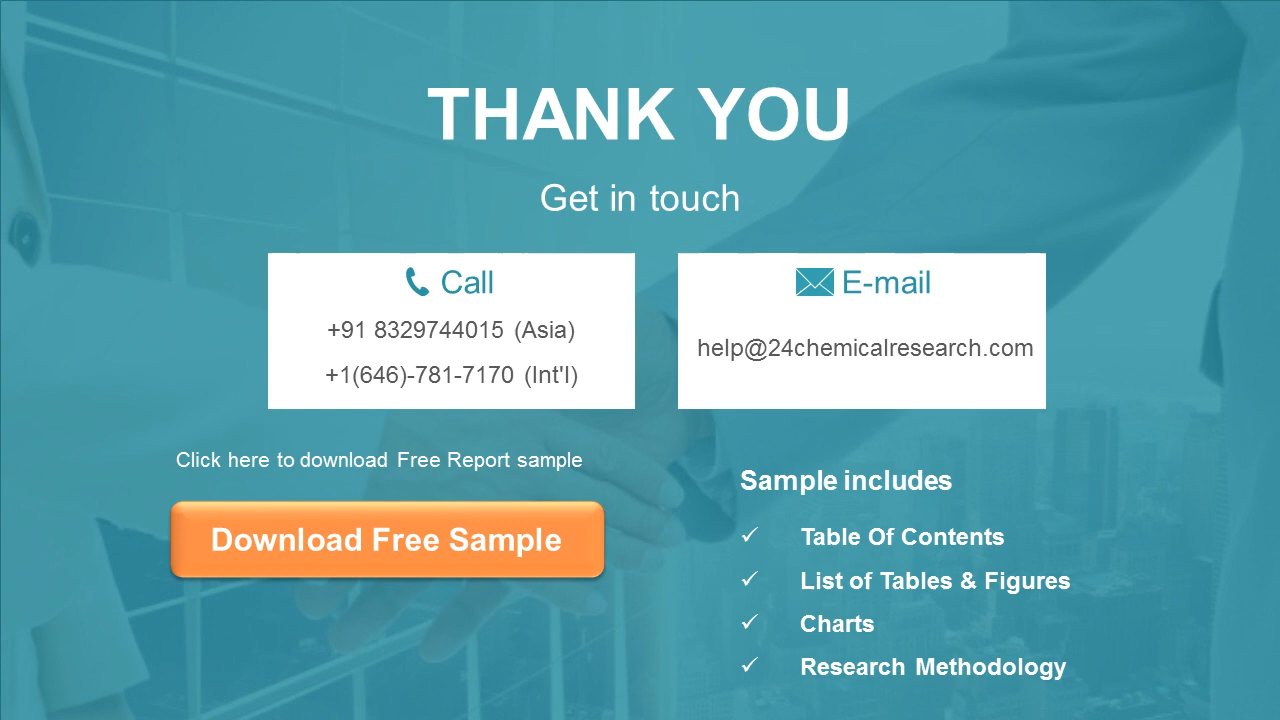 THANK YOU
Get in touch
Call
+91 8329744015 (Asia)
+1(646)-781-7170 (Int'l)
E-mail
help@24chemicalresearch.com
Click here to download Free Report sample
Download Free Sample
Sample includes
✓ Table Of Contents
✓ List of Tables & Figures
✓ Charts
✓ Research Methodology